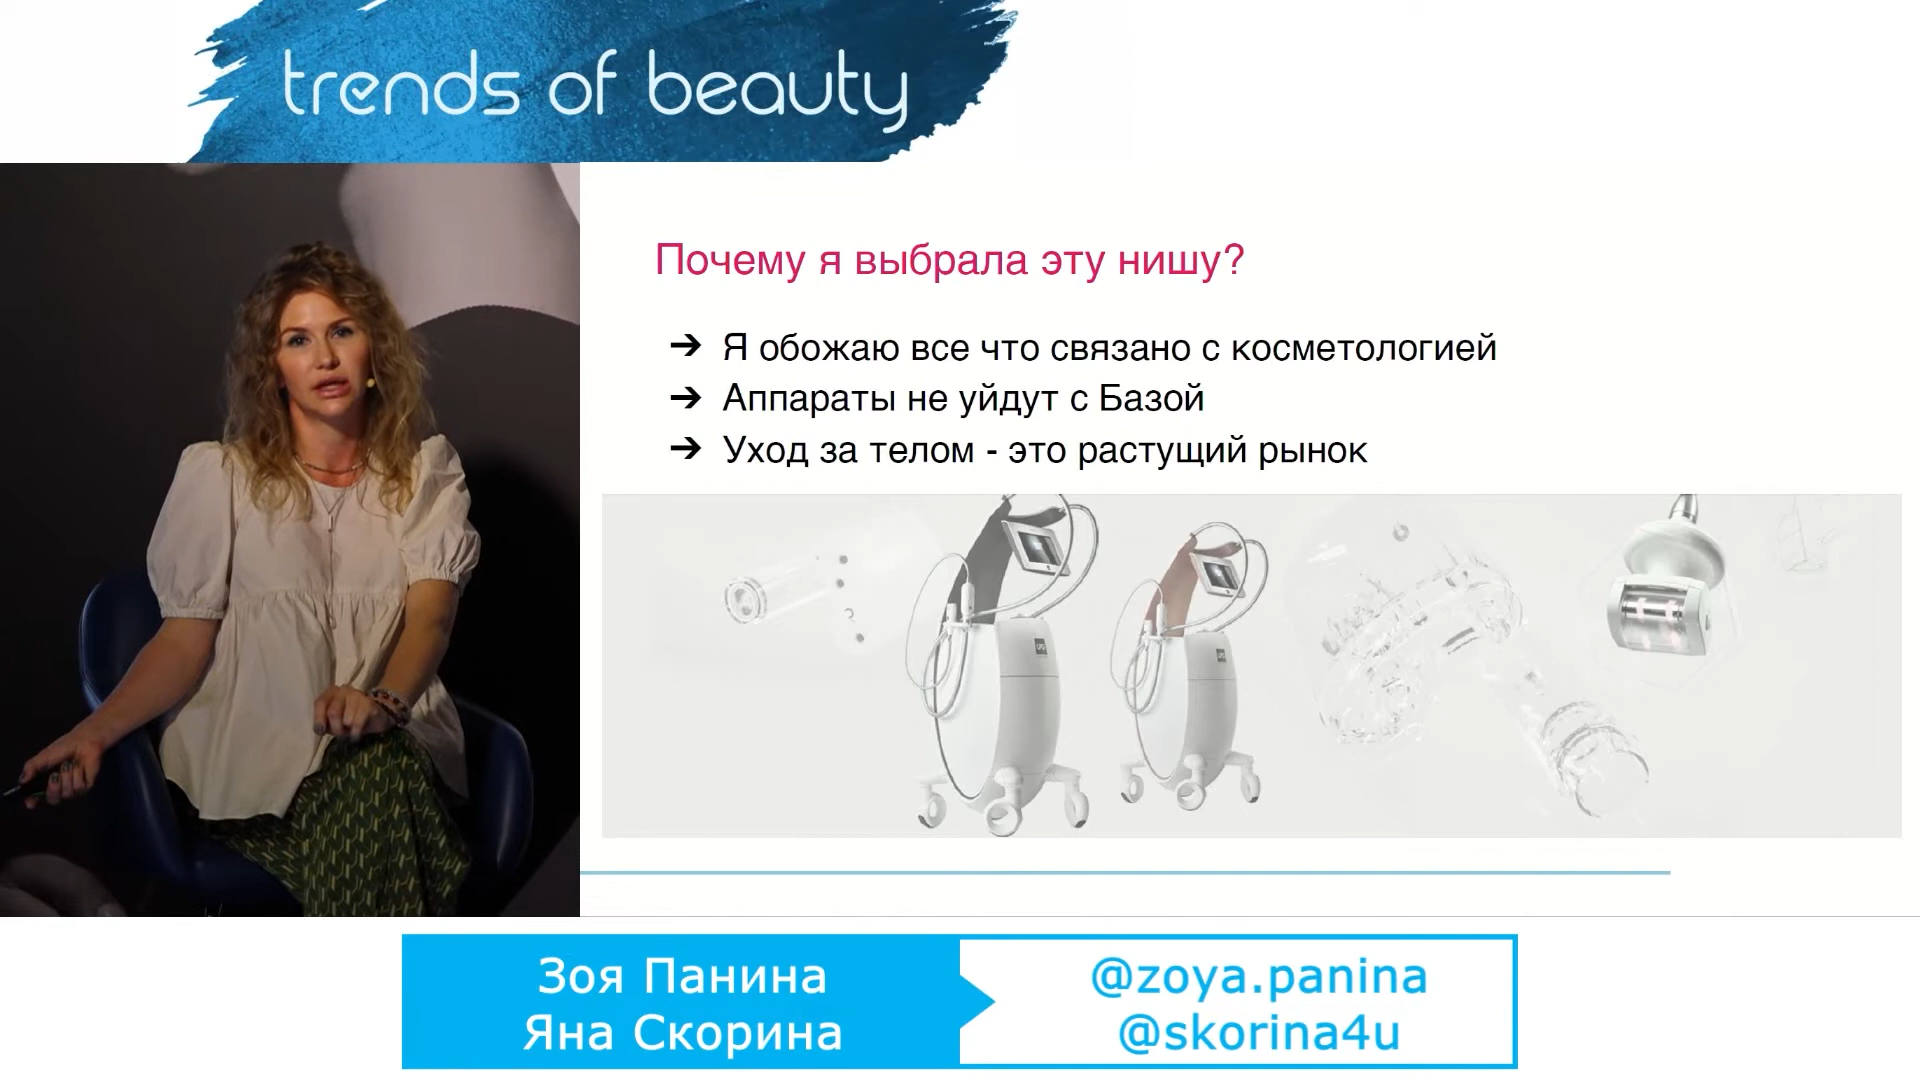 trends of beauty
Почему я выбрала эту нишу?
➔ Я обожаю все что связано с косметологией
➔ Аппараты не уйдут с Базой
➔ Уход за телом - это растущий рынок
Зоя Панина
Яна Скорина
@zoya.panina
@skorina4u